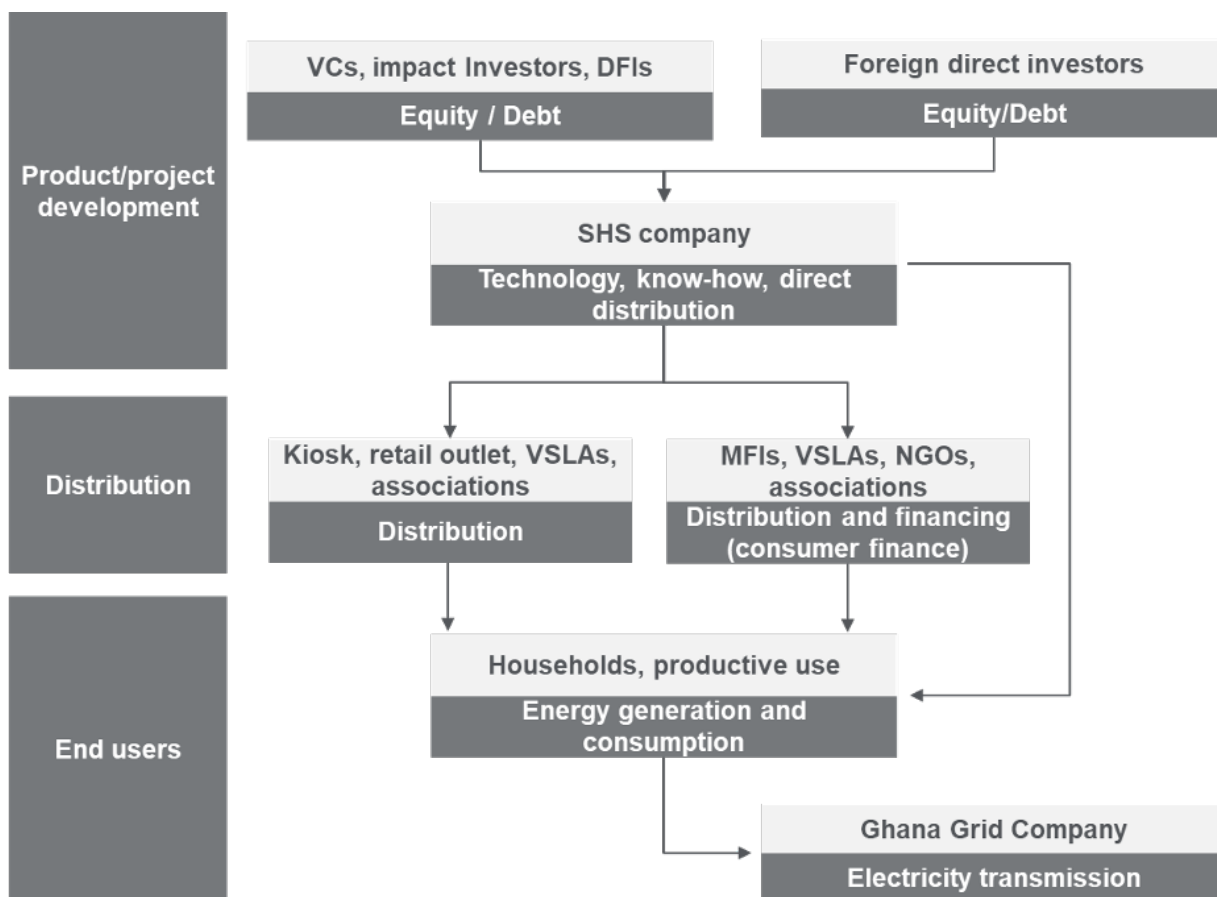 VCs, impact Investors, DFIs
Equity / Debt
Foreign direct investors
Equity/Debt
Product/project
development
SHS company
Technology, know-how, direct
distribution
Distribution
Kiosk, retail outlet, VSLAs,
associations
Distribution
MFIs, VSLAs, NGOs,
associations
Distribution and financing
(consumer finance)
End users
Households, productive use
Energy generation and
consumption
Ghana Grid Company
Electricity transmission